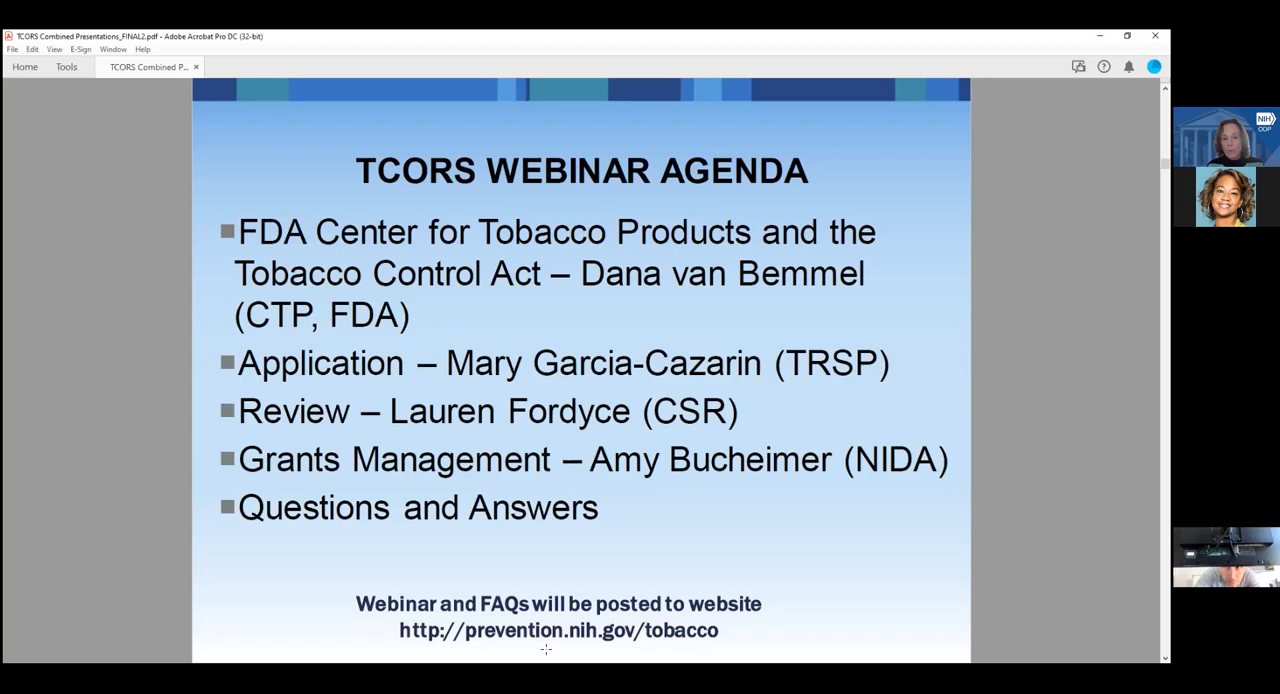 TCORS Combined Presentations_FINAL2.pdf - Adobe Acrobat Pro DC (32-bit)
File Edit View E-Sign Window Help
Home Tools TCORS Combined P... ×
NIH
ODP
TCORS WEBINAR AGENDA
FDA Center for Tobacco Products and the
Tobacco Control Act – Dana van Bemmel
(CTP, FDA)
Application – Mary Garcia-Cazarin (TRSP)
Review – Lauren Fordyce (CSR)
Grants Management – Amy Bucheimer (NIDA)
Questions and Answers
Webinar and FAQs will be posted to website
http://prevention.nih.gov/tobacco